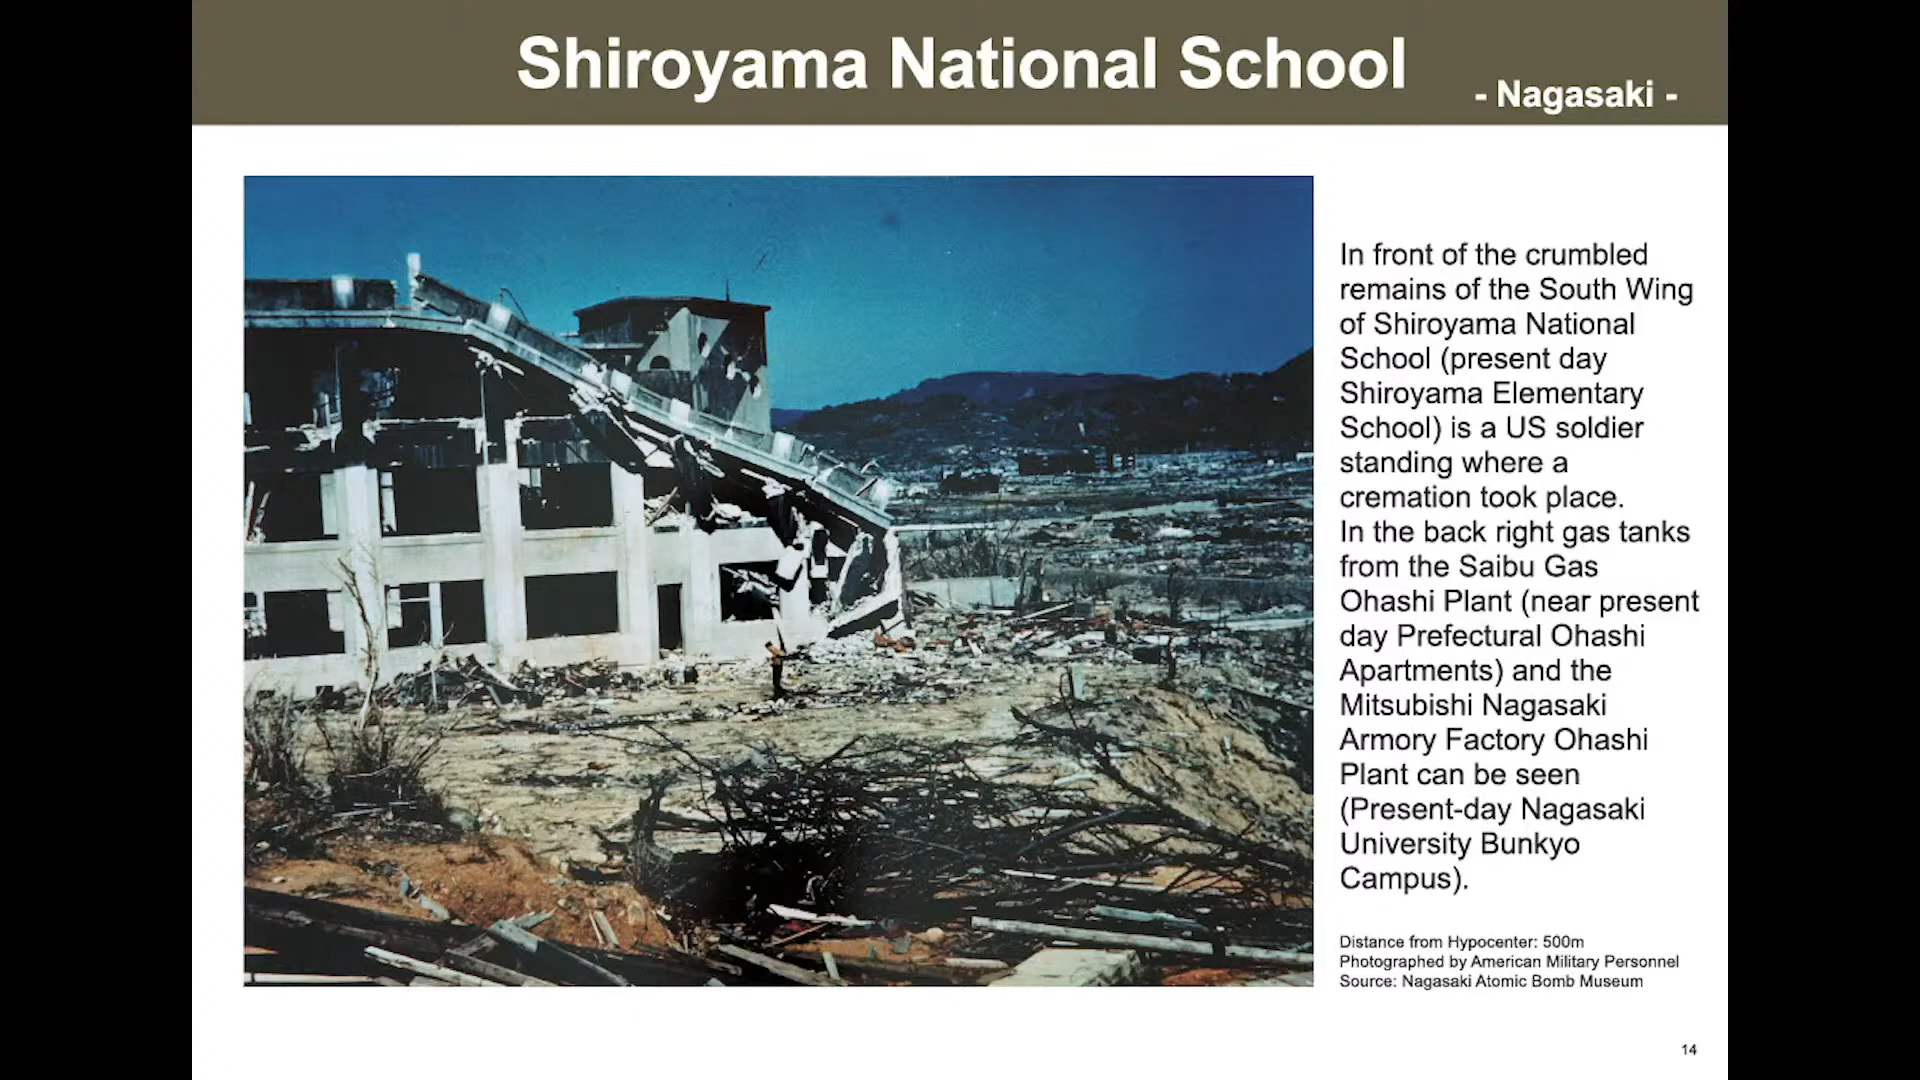 Shiroyama National School
- Nagasaki -
In front of the crumbled
remains of the South Wing
of Shiroyama National
School (present day
Shiroyama Elementary
School) is a US soldier
standing where a
cremation took place.
In the back right gas tanks
from the Saibu Gas
Ohashi Plant (near present
day Prefectural Ohashi
Apartments) and the
Mitsubishi Nagasaki
Armory Factory Ohashi
Plant can be seen
(Present-day Nagasaki
University Bunkyo
Campus).
Distance from Hypocenter: 500m
Photographed by American Military Personnel
Source: Nagasaki Atomic Bomb Museum
14